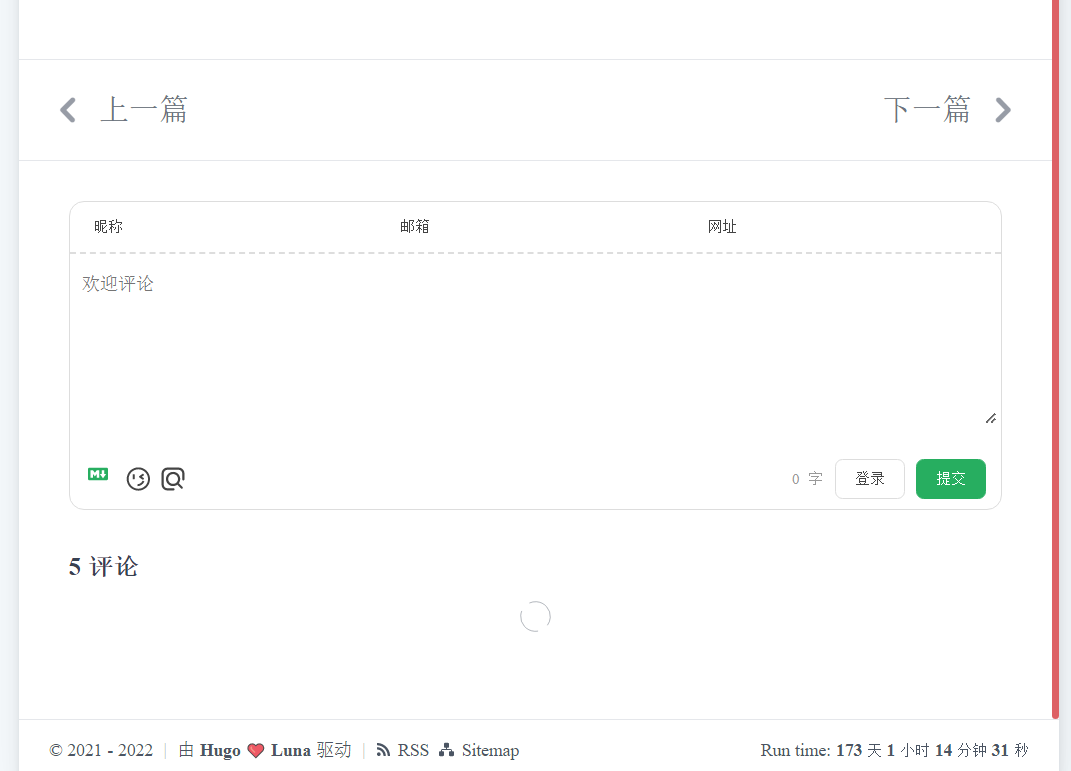 上一篇 下一篇
昵称 邮箱 网址
欢迎评论
M↓ 0 字 登录 提交
5 评论
© 2021 - 2022 | 由 Hugo ❤ Luna 驱动 | RSS Sitemap Run time: 173 天 1 小时 14 分钟 31 秒